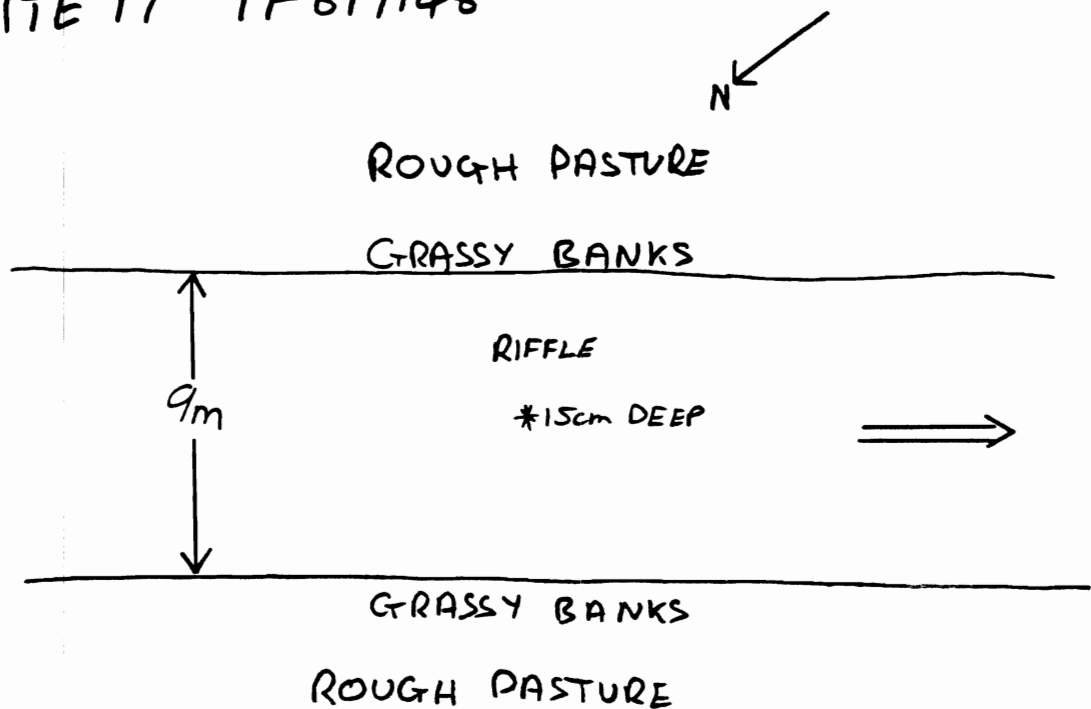 N
ROUGH PASTURE
GRASSY BANKS
RIFFLE
9m
*15cm DEEP
GRASSY BANKS
ROUGH PASTURE